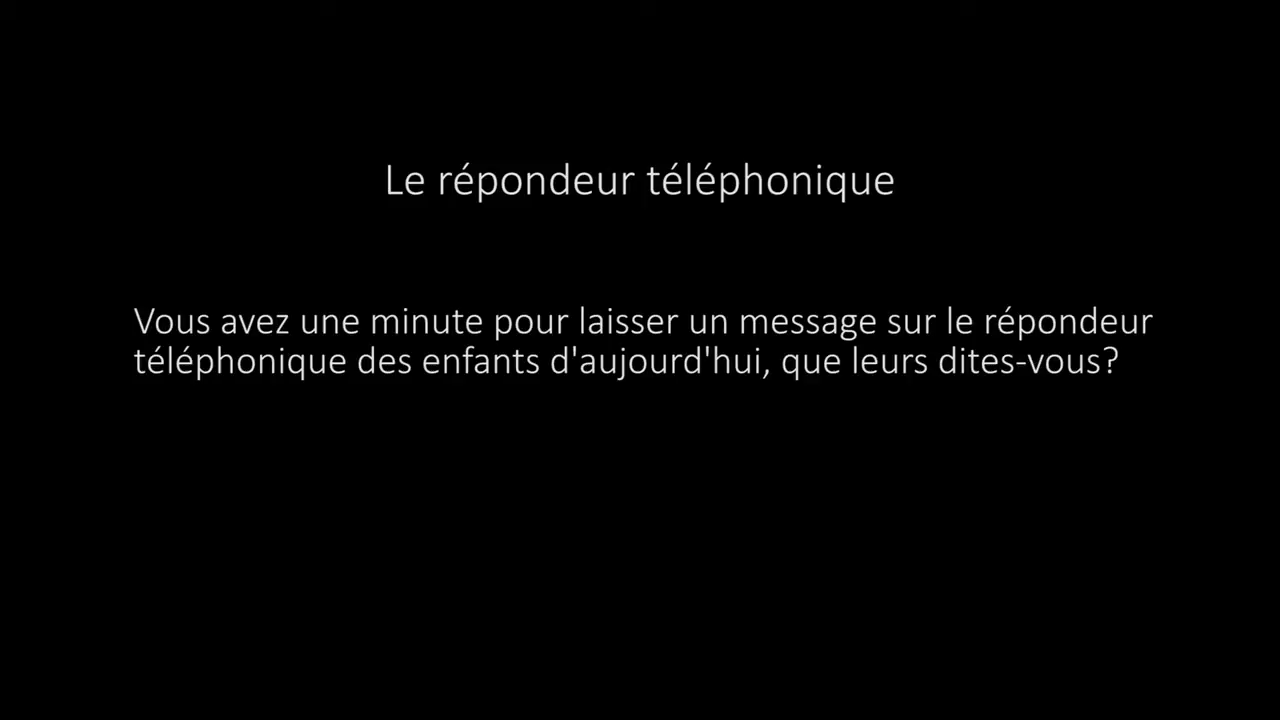 Le répondeur téléphonique
Vous avez une minute pour laisser un message sur le répondeur
téléphonique des enfants d'aujourd'hui, que leurs dites-vous?